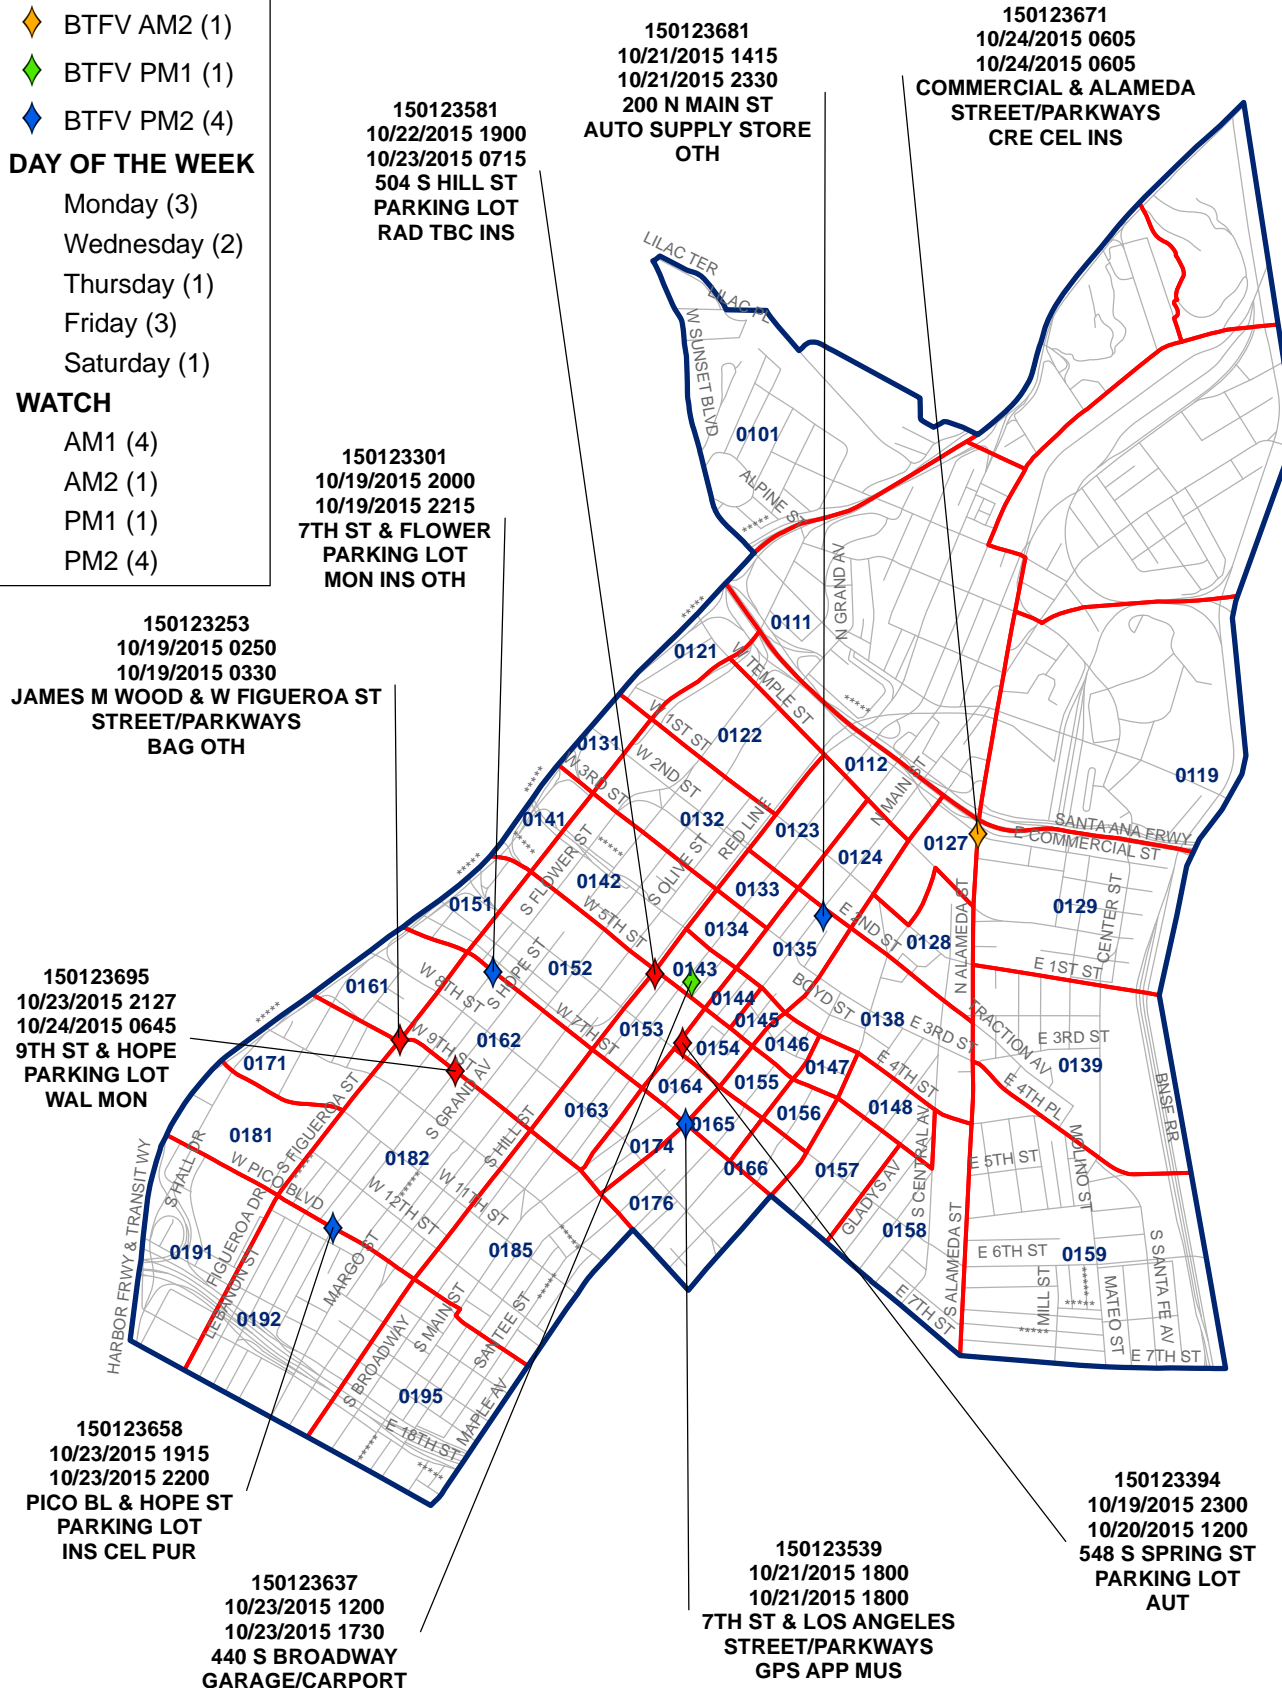 BTFV AM2 (1)
BTFV PM1 (1)
BTFV PM2 (4)
DAY OF THE WEEK
Monday (3)
Wednesday (2)
Thursday (1)
Friday (3)
Saturday (1)
WATCH
AM1 (4)
AM2 (1)
PM1 (1)
PM2 (4)
150123681
10/21/2015 1415
10/21/2015 2330
200 N MAIN ST
AUTO SUPPLY STORE
OTH
150123671
10/24/2015 0605
10/24/2015 0605
COMMERCIAL & ALAMEDA
STREET/PARKWAYS
CRE CEL INS
150123581
10/22/2015 1900
10/23/2015 0715
504 S HILL ST
PARKING LOT
RAD TBC INS
150123301
10/19/2015 2000
10/19/2015 2215
7TH ST & FLOWER
PARKING LOT
MON INS OTH
150123253
10/19/2015 0250
10/19/2015 0330
JAMES M WOOD & W FIGUEROA ST
STREET/PARKWAYS
BAG OTH
150123695
10/23/2015 2127
10/24/2015 0645
9TH ST & HOPE
PARKING LOT
WAL MON
150123658
10/23/2015 1915
10/23/2015 2200
PICO BL & HOPE ST
PARKING LOT
INS CEL PUR
150123637
10/23/2015 1200
10/23/2015 1730
440 S BROADWAY
GARAGE/CARPORT
150123539
10/21/2015 1800
10/21/2015 1800
7TH ST & LOS ANGELES
STREET/PARKWAYS
GPS APP MUS
150123394
10/19/2015 2300
10/20/2015 1200
548 S SPRING ST
PARKING LOT
AUT
LILAC TER
LILAC PL
W SUNSET BLVD
0101
ALPINE ST
*****
N GRAND AV
*****
0111
0121
W TEMPLE ST
*****
W 1ST ST
0122
0131
W 2ND ST
0112
N MAIN ST
0119
W 3RD ST
*****
0132
RED LINE
0123
SANTA ANA FRWY
E COMMERCIAL ST
0141
*****
S FLOWER ST
*****
S OLIVE ST
0124
0127
*****
0142
0133
0151
W 5TH ST
0134
E 2ND ST
N ALAMEDA ST
0129
CENTER ST
0128
0135
S HOPE ST
0152
0143
E 1ST ST
0161
W 8TH ST
0144
BOYD ST
*****
W 9TH ST
0162
W 7TH ST
0153
0145
0138
E 3RD ST
TRACTION AV
E 3RD ST
0171
0154
0146
0139
S GRAND AV
0147
E 4TH ST
E 4TH PL
BNSF RR
0164
0155
0148
0163
0156
S FIGUEROA ST
0181
0165
S CENTRAL AV
MOLINO ST
HARBOR FRWY & TRANSIT WY
S HALL DR
W PICO BLVD
*****
0182
S HILL ST
0174
0166
0157
GLADYS AV
E 5TH ST
*****
W 12TH ST
W 11TH ST
0176
0158
0191
FIGUEROA DR
*****
0185
E 6TH ST
0159
S SANTA FE AV
LEBANON ST
MARGO ST
*****
S ALAMEDA ST
MILL ST
*****
*****
MATEO ST
0192
S MAIN ST
SANTEE ST
E 7TH ST
*****
E 7TH ST
S BROADWAY
0195
MAPLE AV
E 18TH ST
*****
*****